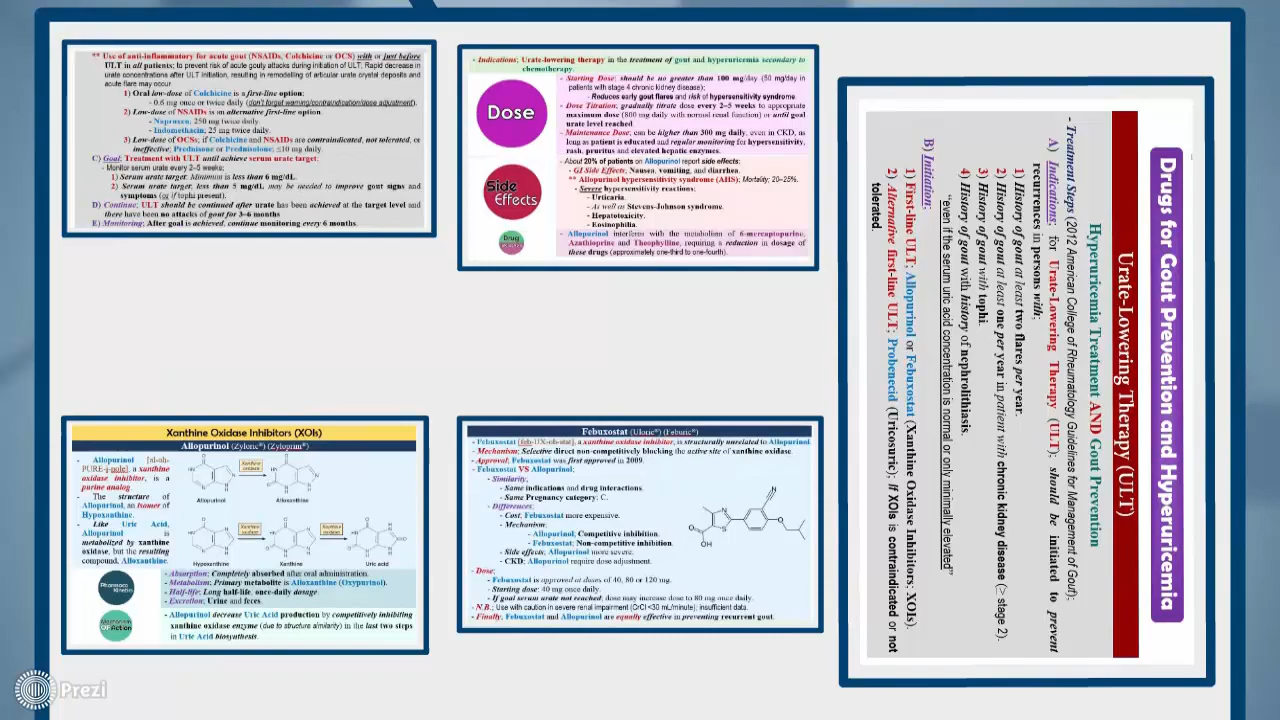 ** Use of anti-inflammatory for acute gout (NSAIDs, Colchicine or OCS) with or just before
ULT in all patients; to prevent risk of acute gouty attacks during initiation of ULT: Rapid decrease in
urate concentrations after ULT initiation, resulting in remodelling of articular urate crystal deposits and
acute flare may occur.
1) Oral low-dose of Colchicine is a first-line option;
- 0.6 mg once or twice daily (don't forget warning/contraindication/dose adjustment).
2) Low-dose of NSAIDs is an alternative first-line option.
- Naproxen; 250 mg twice daily.
- Indomethacin; 25 mg twice daily.
3) Low-dose of OCSs; if Colchicine and NSAIDs are contraindicated, not tolerated, or
ineffective; Prednisone or Prednisolone; ≤10 mg daily.
C) Goal: Treatment with ULT until achieve serum urate target;
- Monitor serum urate every 2–5 weeks;
1) Serum urate target: Minimum is less than 6 mg/dL.
2) Serum urate target, less than 5 mg/dL may be needed to improve gout signs and
symptoms (or if tophi present).
D) Continue; ULT should be continued after urate has been achieved at the target level and
there have been no attacks of gout for 3–6 months
E) Monitoring; After goal is achieved, continue monitoring every 6 months.
- Indications; Urate-lowering therapy in the treatment of gout and hyperuricemia secondary to
chemotherapy.
Dose
- Starting Dose; should be no greater than 100 mg/day (50 mg/day in
patients with stage 4 chronic kidney disease);
- Reduces early gout flares and risk of hypersensitivity syndrome
- Dose Titration; gradually titrate dose every 2–5 weeks to appropriate
maximum dose (800 mg daily with normal renal function) or until goal
urate level reached.
- Maintenance Dose; can be higher than 300 mg daily, even in CKD, as
long as patient is educated and regular monitoring for hypersensitivity,
rash, pruritus and elevated hepatic enzymes.
Side
Effects
- About 20% of patients on Allopurinol report side effects;
- GI Side Effects; Nausea, vomiting, and diarrhea.
** Allopurinol hypersensitivity syndrome (AHS); Mortality; 20–25%.
- Severe hypersensitivity reactions;
- Urticaria.
- As well as Stevens-Johnson syndrome.
- Hepatotoxicity.
- Eosinophilia.
Drug
- Allopurinol interferes with the metabolism of 6-mercaptopurine,
Azathioprine and Theophylline, requiring a reduction in dosage of
these drugs (approximately one-third to one-fourth).
Drugs for Gout Prevention and Hyperuricemia
Urate-Lowering Therapy (ULT)
Hyperuricemia Treatment AND Gout Prevention
- Treatment Steps (2012 American College of Rheumatology Guidelines for Management of Gout);
A) Indications; for Urate-Lowering Therapy (ULT); should be initiated to prevent
recurrences in persons with;
1) History of gout at least two flares per year.
2) History of gout at least one per year in patient with chronic kidney disease (≥ stage 2).
3) History of gout with tophi.
4) History of gout with history of nephrolithiasis.
"even if the serum uric acid concentration is normal or only minimally elevated"
B) Initiation;
1) First-line ULT; Allopurinol or Febuxostat (Xanthine Oxidase inhibitors; XOIs).
2) Alternative first-line ULT; Probenecid (Uricosuric); if XOIs is contraindicated or not
tolerated.
Xanthine Oxidase Inhibitors (XOIs)
Allopurinol (Zyloric®) (Zyloprim®)
- Allopurinol [al-oh-
PURE-i-nole], a xanthine
oxidase inhibitor, is a
purine analog
- The structure of
Allopurinol, an isomer of
Hypoxanthine.
- Like Uric Acid,
Allopurinol is
metabolized by xanthine
oxidase, but the resulting
compound, Alloxanthine.
Xanthine
oxidase
Allopurinol
Alloxanthine
Xanthine
oxidase
Xanthine
oxidase
Hypoxanthine
Xanthine
Uric acid
Pharmaco
Kinetics
- Absorption; Completely absorbed after oral administration.
- Metabolism; Primary metabolite is Alloxanthine (Oxypurinol).
- Half-life; Long half-life, once-daily dosage.
- Excretion; Urine and feces.
Mechanism
OF Action
- Allopurinol decrease Uric Acid production by competitively inhibiting
xanthine oxidase enzyme (due to structure similarity) in the last two steps
in Uric Acid biosynthesis.
Febuxostat (Uloric®) (Feburic®)
- Febuxostat [feb-UX-oh-stat], a xanthine oxidase inhibitor, is structurally unrelated to Allopurinol.
- Mechanism; Selective direct non-competitively blocking the active site of xanthine oxidase.
- Approval; Febuxostat was first approved in 2009.
- Febuxostat VS Allopurinol;
- Similarity;
- Same indications and drug interactions.
- Same Pregnancy category; C.
- Differences;
- Cost; Febuxostat more expensive.
- Mechanism;
- Allopurinol; Competitive inhibition.
- Febuxostat; Non-competitive inhibition.
- Side effects; Allopurinol more severe.
- CKD; Allopurinol require dose adjustment.
- Dose;
- Febuxostat is approved at doses of 40, 80 or 120 mg.
- Starting dose; 40 mg once daily.
- If goal serum urate not reached; dose may increase dose to 80 mg once daily.
- N.B.; Use with caution in severe renal impairment (CrCl <30 mL/minute); insufficient data.
- Finally, Febuxostat and Allopurinol are equally effective in preventing recurrent gout.
Prezi